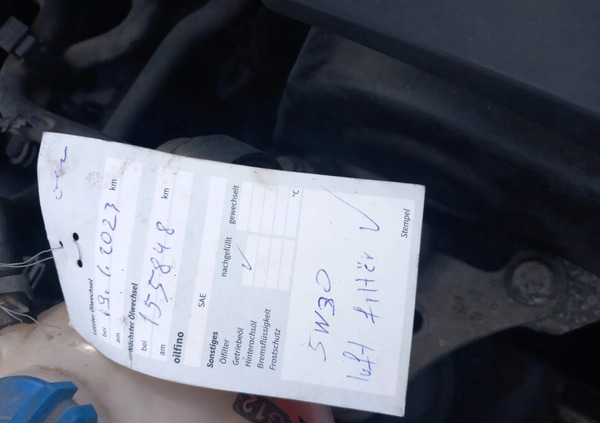 Letzter Ölwechsel
bei
km
am 19.1.2023
Nächster Ölwechsel
bei 155848 km
am
oilfino
SAE
Sonstiges
nachgefüllt
gewechselt
Ölfilter ✓
Getriebeöl
Hinterachsöl
Bremsflüssigkeit
Frostschutz
°C
5W30
luft filter ✓
Stempel
G12